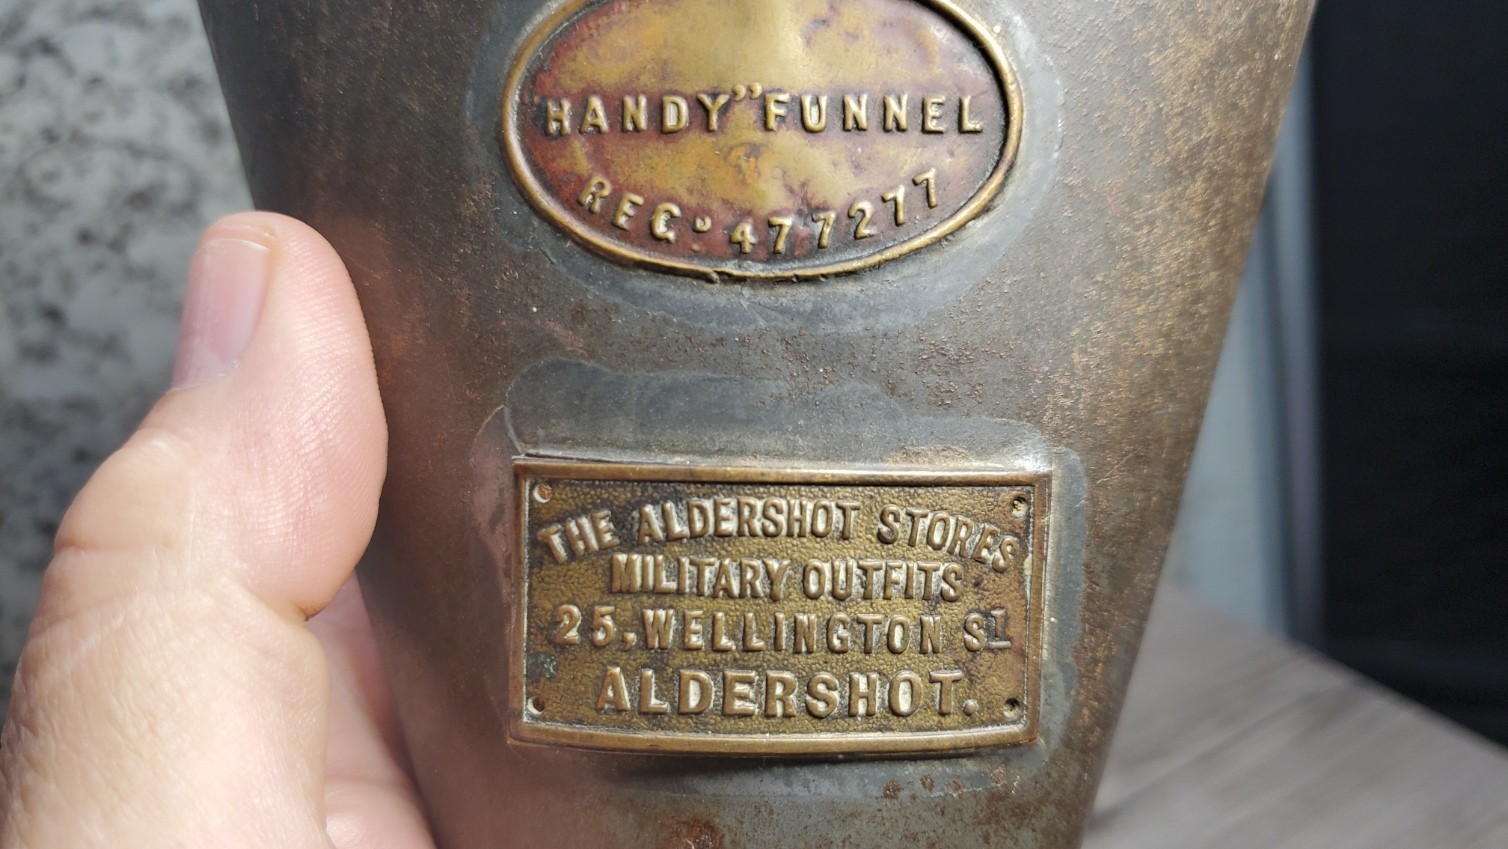 HANDY" FUNNEL
REGᴰ 477277
THE ALDERSHOT STORES
MILITARY OUTFITS
25, WELLINGTON ST
ALDERSHOT.